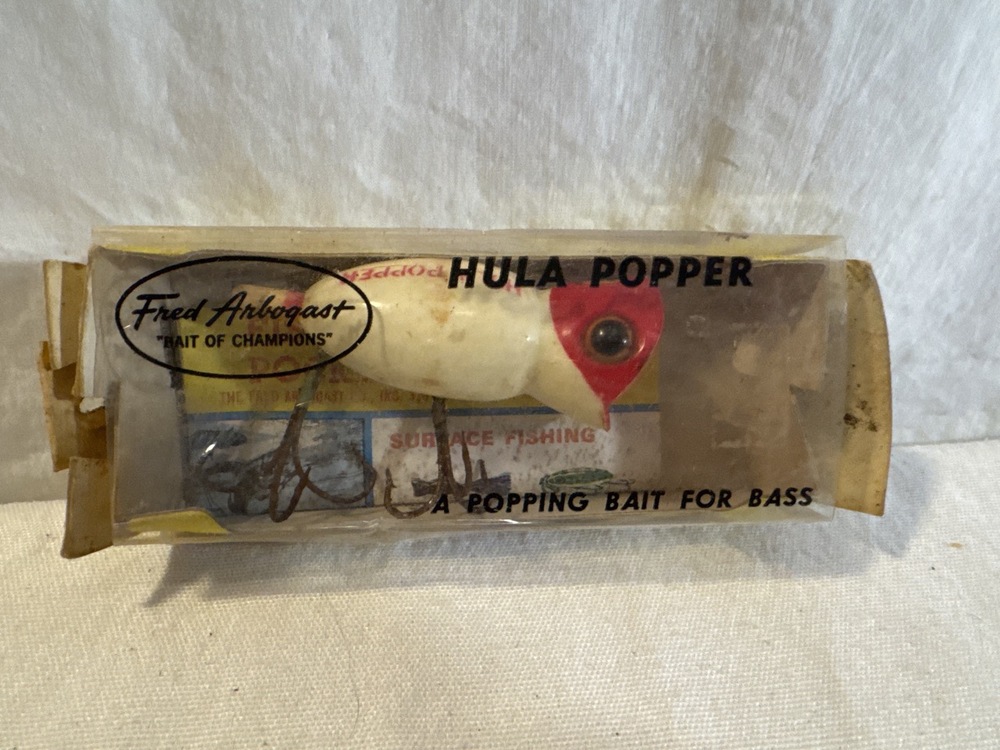 HULA POPPER
Fred Arbogast
"BAIT OF CHAMPIONS"
POPPER
SURFACE FISHING
A POPPING BAIT FOR BASS